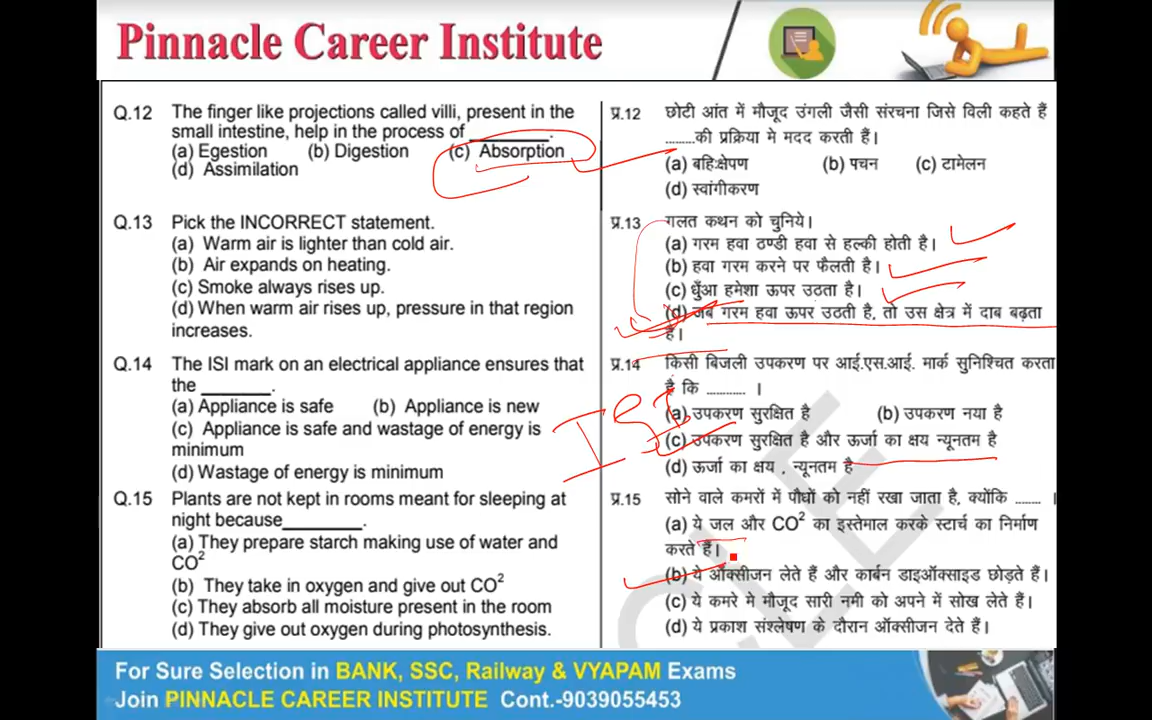 Pinnacle Career Institute
Q.12 The finger like projections called villi, present in the
small intestine, help in the process of ________.
(a) Egestion (b) Digestion (c) Absorption
(d) Assimilation
Q.13 Pick the INCORRECT statement.
(a) Warm air is lighter than cold air.
(b) Air expands on heating.
(c) Smoke always rises up.
(d) When warm air rises up, pressure in that region
increases.
Q.14 The ISI mark on an electrical appliance ensures that
the ________.
(a) Appliance is safe (b) Appliance is new
(c) Appliance is safe and wastage of energy is
minimum
(d) Wastage of energy is minimum
Q.15 Plants are not kept in rooms meant for sleeping at
night because_________.
(a) They prepare starch making use of water and
CO²
(b) They take in oxygen and give out CO²
(c) They absorb all moisture present in the room
(d) They give out oxygen during photosynthesis.
प्र.12 छोटी आंत में मौजूद उंगली जैसी संरचना जिसे विली कहते हैं
.........की प्रक्रिया मे मदद करती हैं।
(a) बहिःक्षेपण (b) पचन (c) टामेलन
(d) स्वांगीकरण
प्र.13 गलत कथन को चुनिये।
(a) गरम हवा ठण्डी हवा से हल्की होती है।
(b) हवा गरम करने पर फैलती है।
(c) धुँआ हमेशा ऊपर उठता है।
(d) जब गरम हवा ऊपर उठती है, तो उस क्षेत्र में दाब बढ़ता
है।
प्र.14 किसी बिजली उपकरण पर आई.एस.आई. मार्क सुनिश्चित करता
है कि ............ ।
(a) उपकरण सुरक्षित है (b) उपकरण नया है
(c) उपकरण सुरक्षित है और ऊर्जा का क्षय न्यूनतम है
(d) ऊर्जा का क्षय , न्यूनतम है
ISI
प्र.15 सोने वाले कमरों में पौघों को नहीं रखा जाता है, क्योंकि ........ ।
(a) ये जल और CO² का इस्तेमाल करके स्टार्च का निर्माण
करते हैं।
(b) ये ऑक्सीजन लेते हैं और कार्बन डाइऑक्साइड छोड़ते हैं।
(c) ये कमरे मे मौजूद सारी नमी को अपने में सोख लेते हैं।
(d) ये प्रकाश संश्लेषण के दौरान ऑक्सीजन देते हैं।
CLE
For Sure Selection in BANK, SSC, Railway & VYAPAM Exams
Join PINNACLE CAREER INSTITUTE Cont.-9039055453